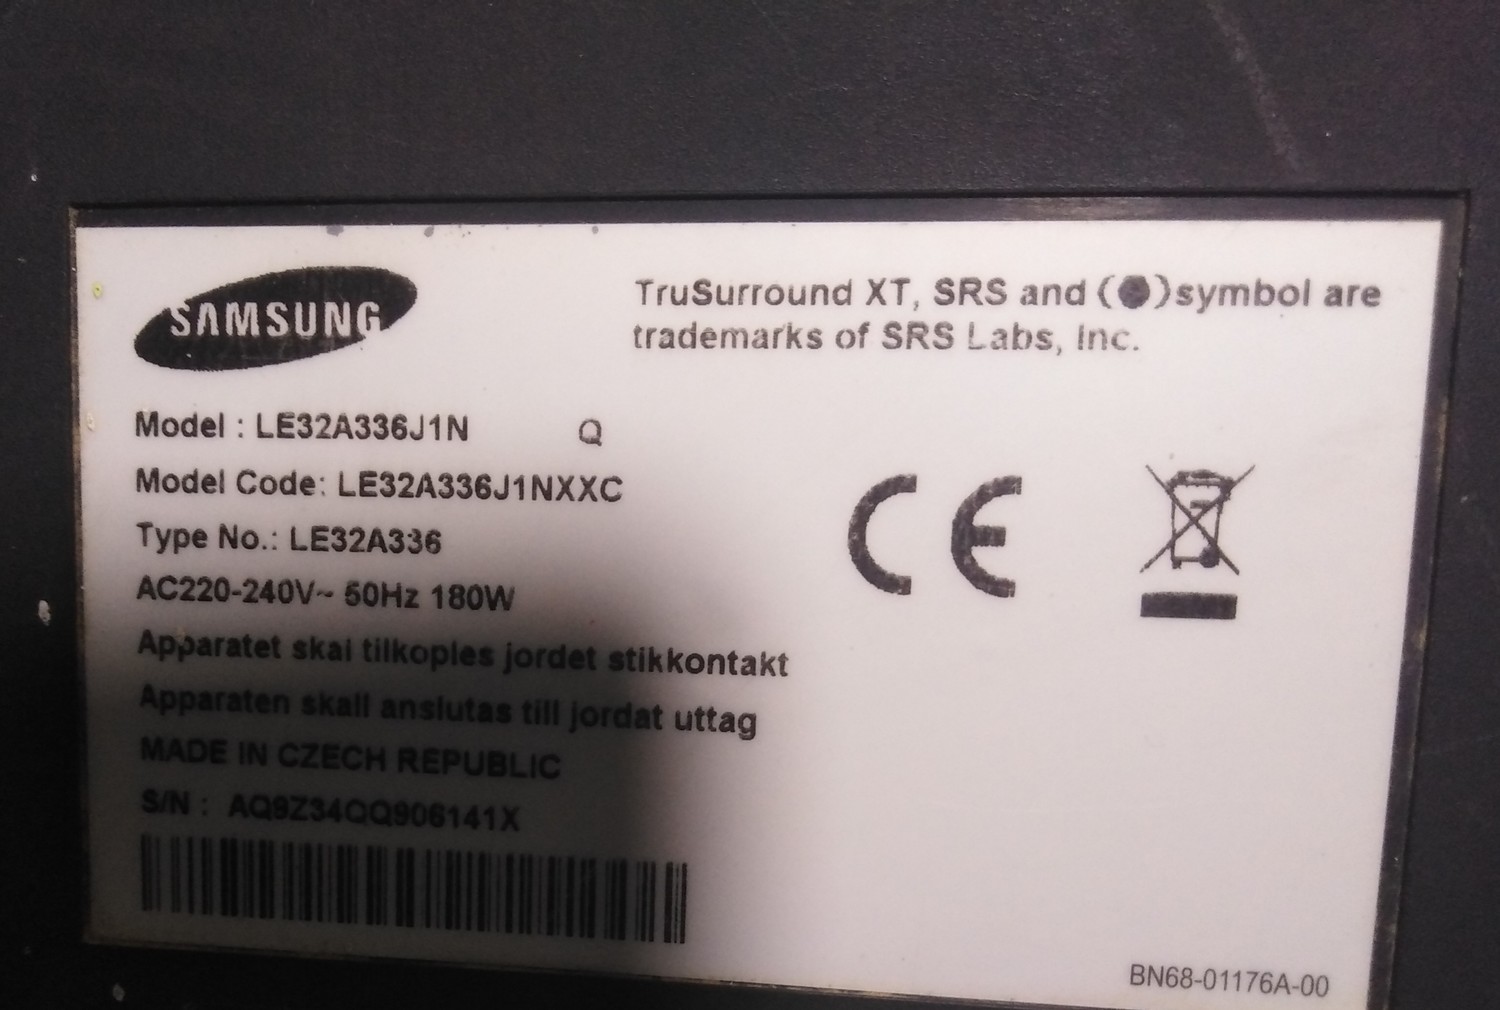 SAMSUNG
TruSurround XT, SRS and (●) symbol are
trademarks of SRS Labs, Inc.
Model : LE32A336J1N Q
Model Code: LE32A336J1NXXC
Type No.: LE32A336
AC220-240V~ 50Hz 180W
Apparatet skal tilkoples jordet stikkontakt
Apparaten skall anslutas till jordat uttag
MADE IN CZECH REPUBLIC
S/N : AQ9Z34QQ906141X
CE
BN68-01176A-00